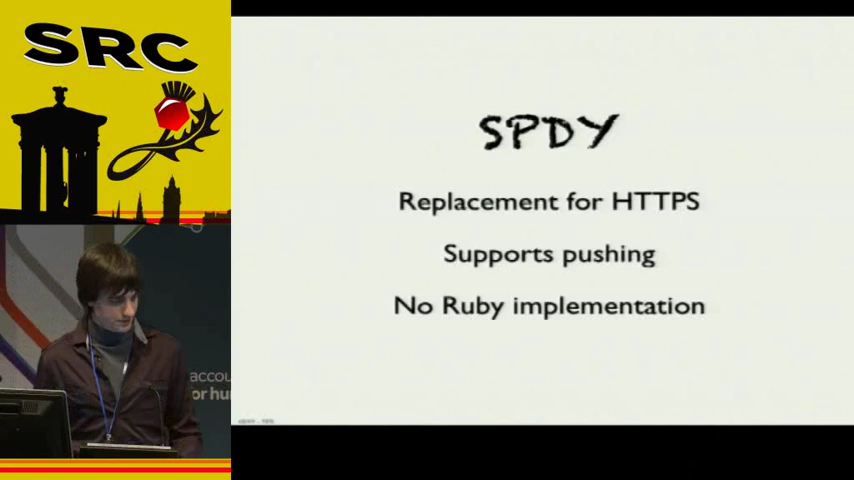 SRC
SPDY
Replacement for HTTPS
Supports pushing
No Ruby implementation
accou
or hu